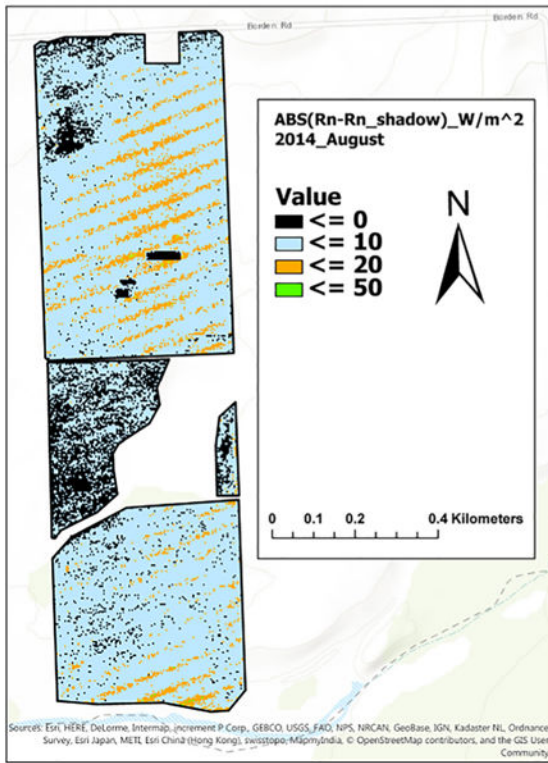 Borden Rd
Borden Rd
ABS(Rn-Rn_shadow)_W/m^2
2014_August
Value
<= 0
<= 10
<= 20
<= 50
N
0 0.1 0.2 0.4 Kilometers
Sources: Esri, HERE, DeLorme, Intermap, increment P Corp., GEBCO, USGS, FAO, NPS, NRCAN, GeoBase, IGN, Kadaster NL, Ordnance
Survey, Esri Japan, METI, Esri China (Hong Kong), swisstopo, MapmyIndia, © OpenStreetMap contributors, and the GIS User
Community